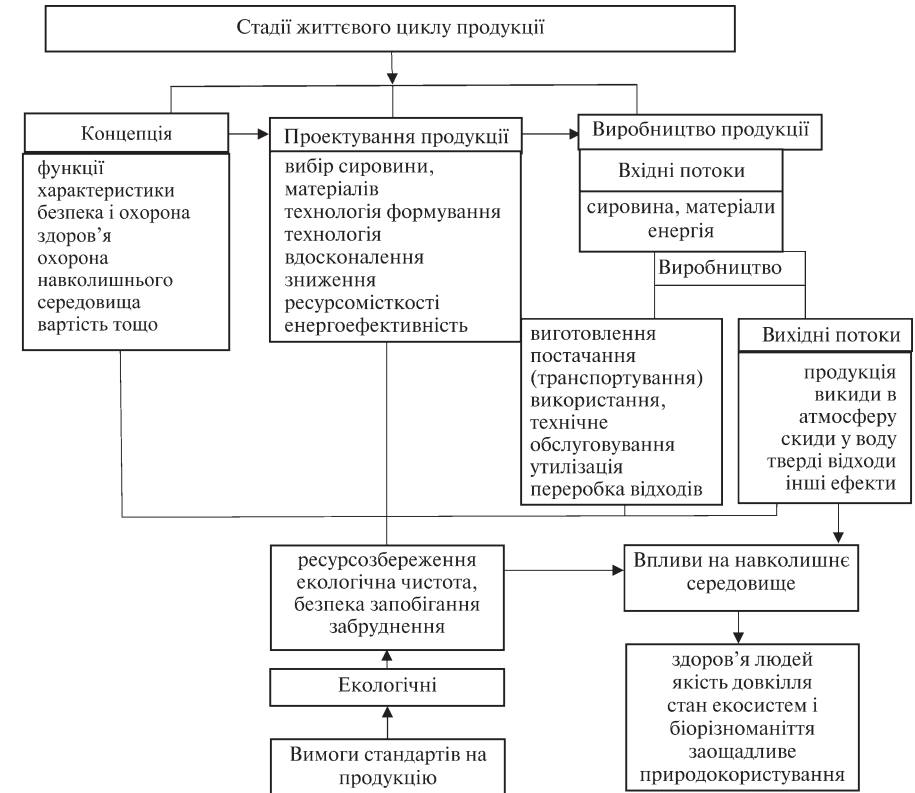 Стадії життєвого циклу продукції
Концепція
функції
характеристики
безпека і охорона
здоров’я
охорона
навколишнього
середовища
вартість тощо
Проектування продукції
вибір сировини,
матеріалів
технологія формування
технологія
вдосконалення
зниження
ресурсомісткості
енергоефективність
Виробництво продукції
Вхідні потоки
сировина, матеріали
енергія
Виробництво
виготовлення
постачання
(транспортування)
використання,
технічне
обслуговування
утилізація
переробка відходів
Вихідні потоки
продукція
викиди в
атмосферу
скиди у воду
тверді відходи
інші ефекти
ресурсозбереження
екологічна чистота,
безпека запобігання
забруднення
Впливи на навколишнє
середовище
Екологічні
Вимоги стандартів на
продукцію
здоров’я людей
якість довкілля
стан екосистем і
біорізноманіття
заощадливе
природокористування